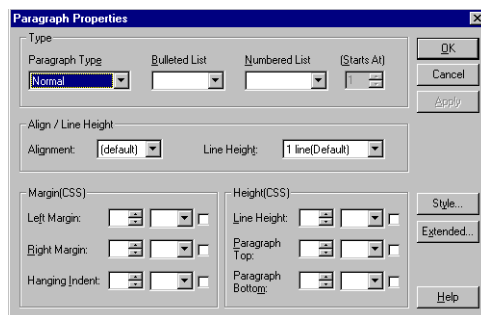 Paragraph Properties
Type
Paragraph Type Bulleted List Numbered List (Starts At)
Normal 1
OK
Cancel
Apply
Align / Line Height
Alignment: (default) Line Height: 1 line(Default)
Margin(CSS)
Left Margin:
Right Margin:
Hanging Indent:
Height(CSS)
Line Height:
Paragraph
Top:
Paragraph
Bottom:
Style...
Extended...
Help